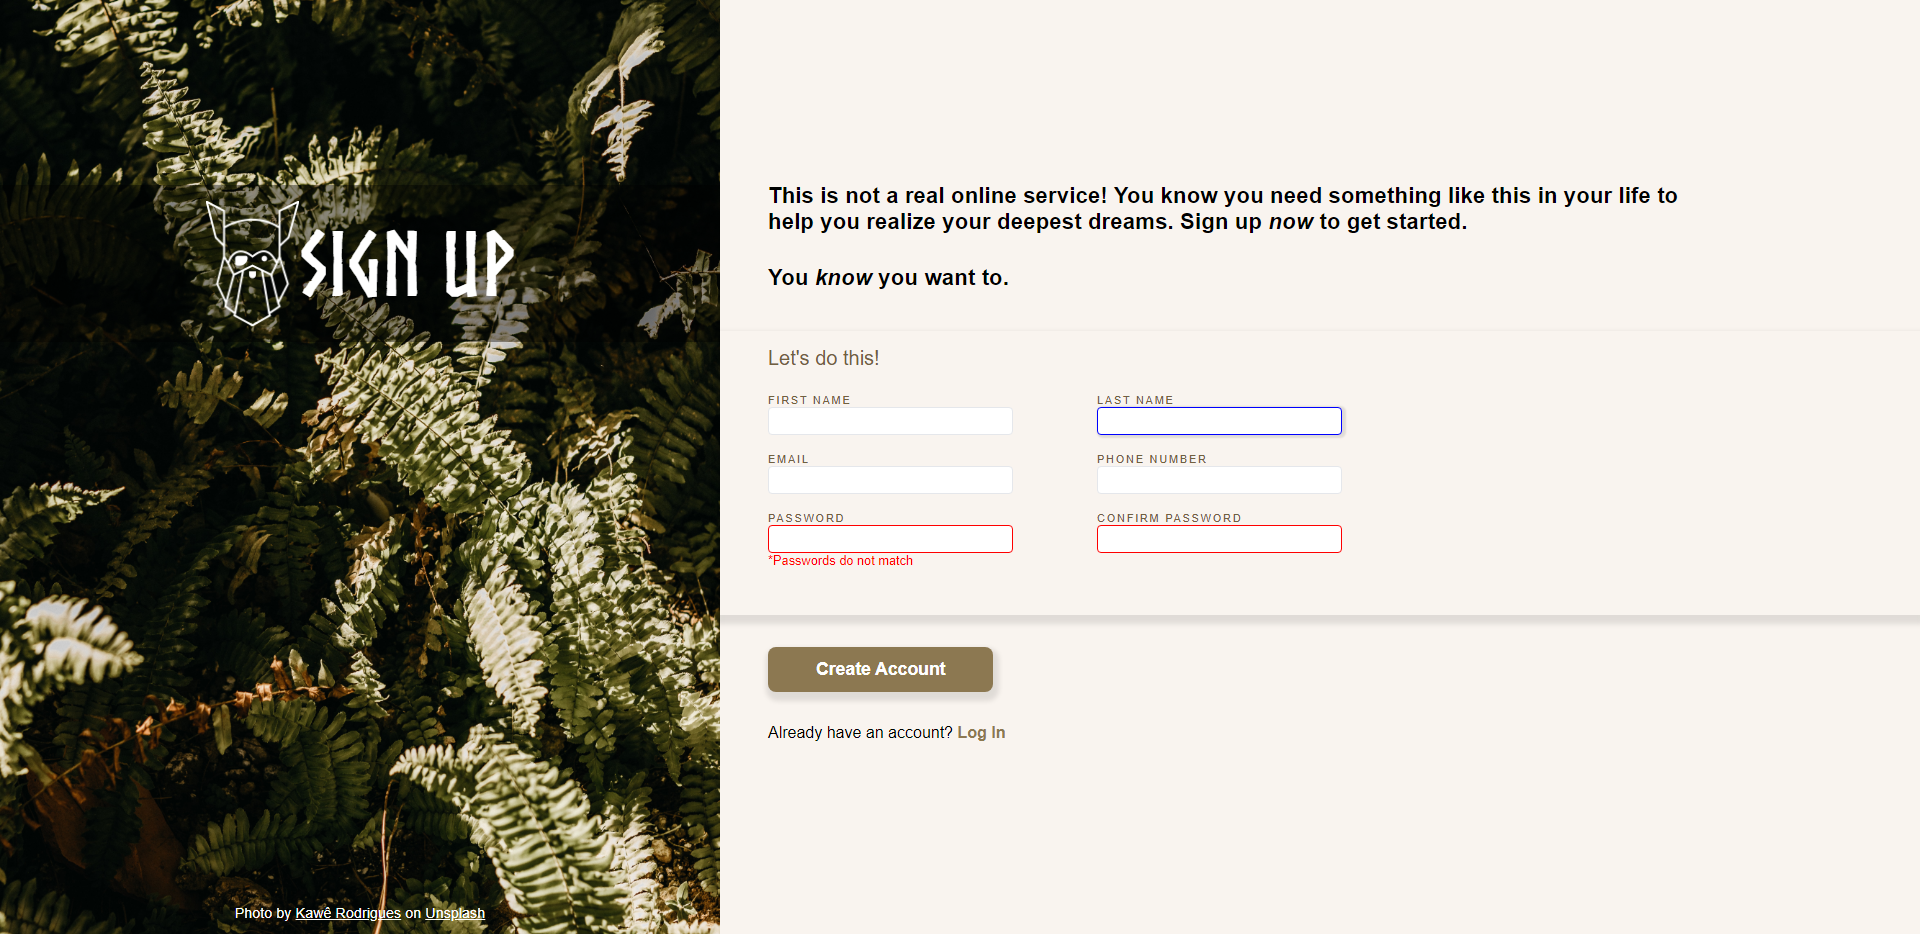 SIGN UP
This is not a real online service! You know you need something like this in your life to
help you realize your deepest dreams. Sign up now to get started.
You know you want to.
Let's do this!
FIRST NAME
LAST NAME
EMAIL
PHONE NUMBER
PASSWORD
CONFIRM PASSWORD
*Passwords do not match
Create Account
Already have an account? Log In
Photo by Kawê Rodrigues on Unsplash